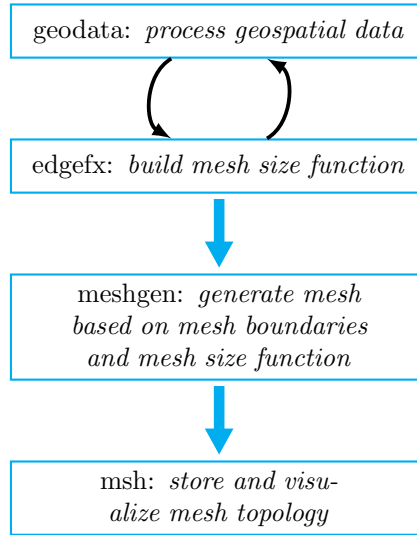 geodata: process geospatial data
edgefx: build mesh size function
meshgen: generate mesh
based on mesh boundaries
and mesh size function
msh: store and visu-
alize mesh topology